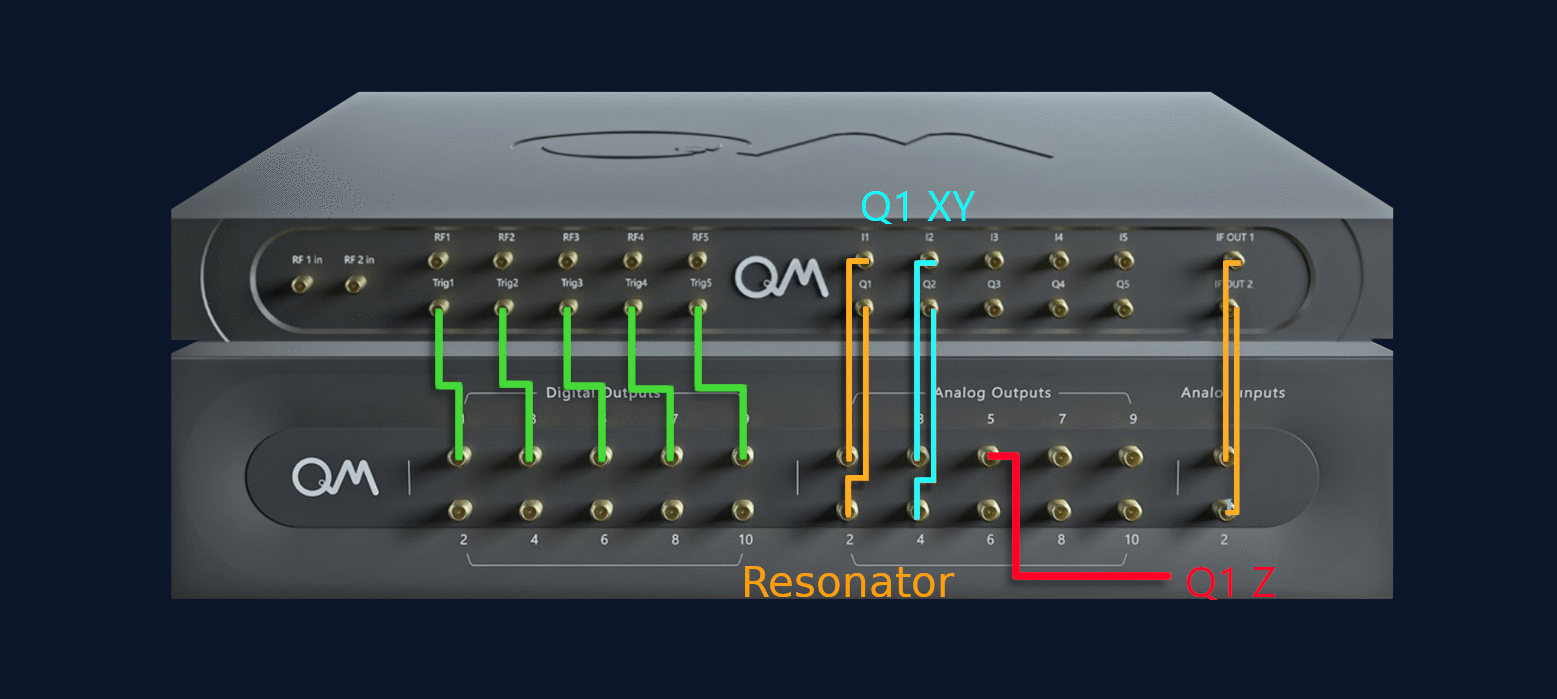 QM
Q1 XY
RF1 RF2 RF3 RF4 RF5
I1 I2 I3 I4 I5
IF OUT 1
RF 1 in RF 2 in
QM
Trig1 Trig2 Trig3 Trig4 Trig5
Q1 Q2 Q3 Q4 Q5
IF OUT 2
Digital Outputs
Analog Outputs
Analog Inputs
3 7 9
3 5 7 9
QM
2 4 6 8 10
2 4 6 8 10
2
Resonator
Q1 Z